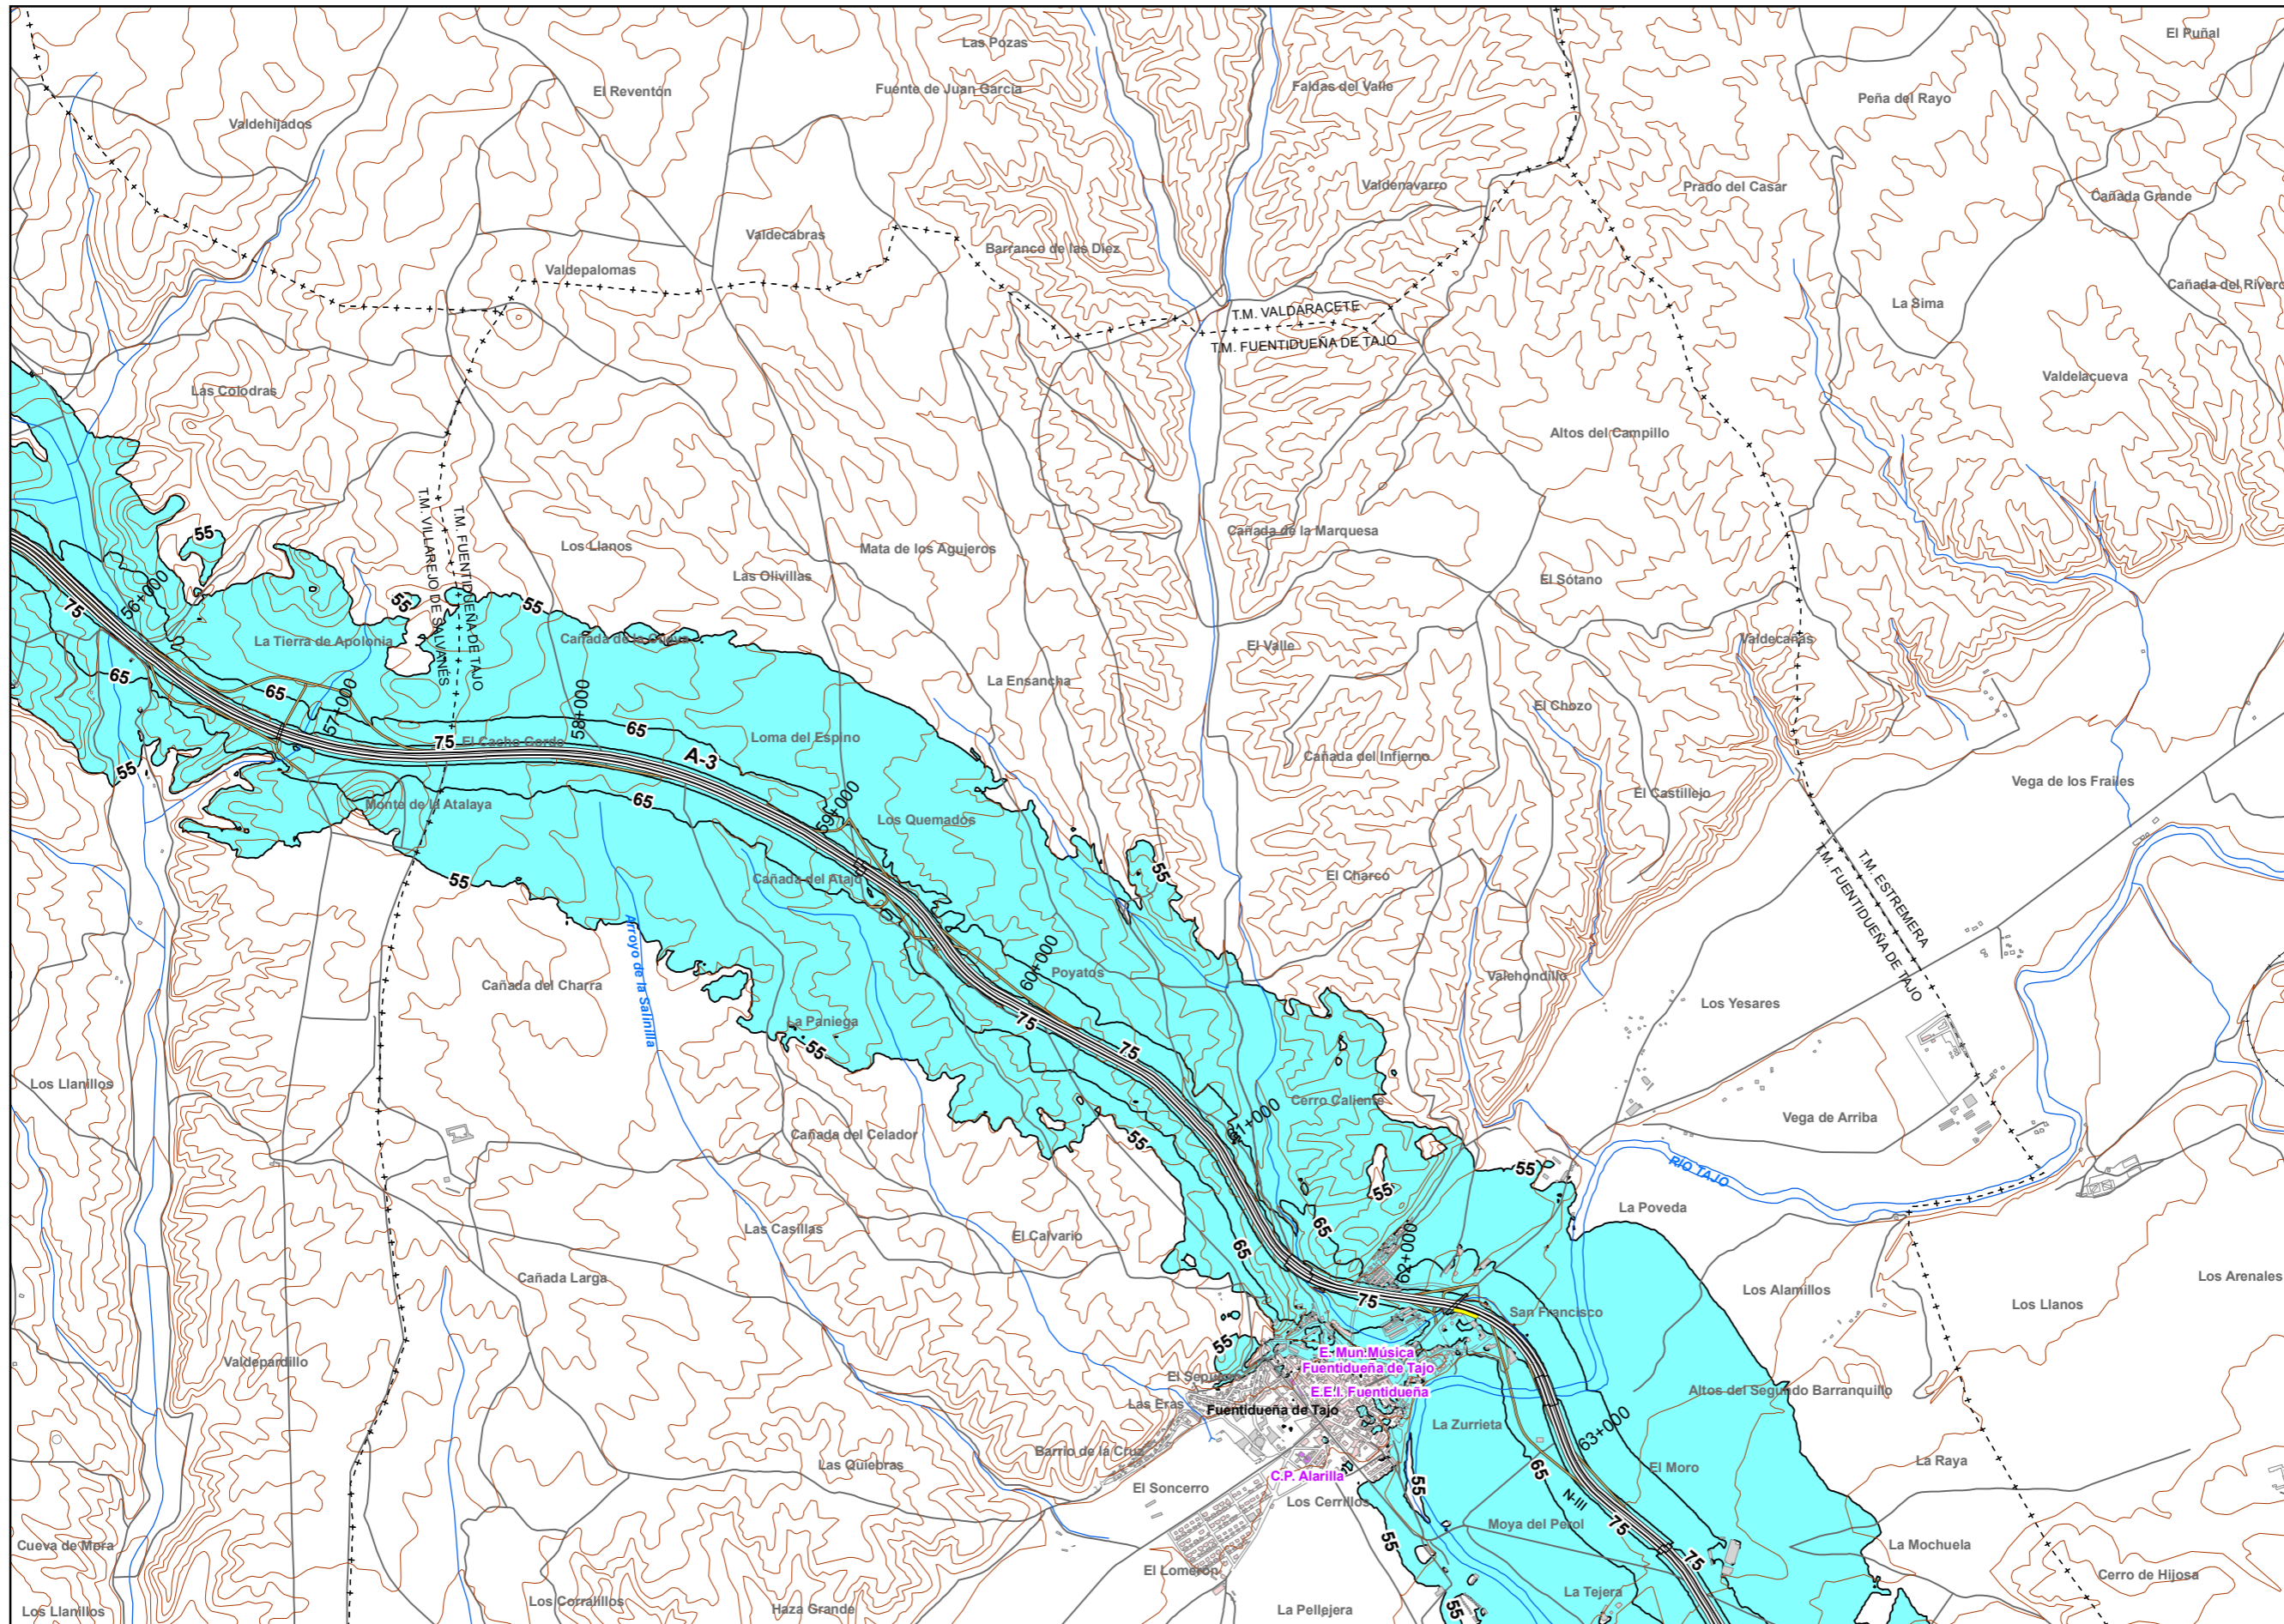 Las Pozas
El Puñal
El Reventón
Fuente de Juan García
Faldas del Valle
Peña del Rayo
Valdehijados
Valdenavarro
Prado del Casar
Cañada Grande
Valdecabras
Barranco de las Diez
Valdepalomas
Cañada del Rivero
La Sima
T.M. VALDARACETE
T.M. FUENTIDUEÑA DE TAJO
Las Colodras
Valdelacueva
Altos del Campillo
T.M. VILLAREJO DE SALVANÉS
T.M. FUENTIDUEÑA DE TAJO
55
Los Llanos
Mata de los Agujeros
Cañada de la Marquesa
Las Olivillas
El Sótano
56+000
75
55
55
La Tierra de Apolonia
Cañada de la Cueva
El Valle
Valdecañas
65
65
La Ensancha
57+000
58+000
65
El Chozo
75
El Cacho Gordo
Loma del Espino
A-3
Cañada del Infierno
55
Vega de los Frailes
Monte de la Atalaya
65
59+000
Los Quemados
El Castillejo
55
Cañada del Atajo
55
El Charco
T.M. ESTREMERA
T.M. FUENTIDUEÑA DE TAJO
Arroyo de la Salinilla
60+000
Poyatos
Valehondillo
Cañada del Charra
Los Yesares
La Paniega
75
55
75
Los Llanillos
Cerro Caliente
Vega de Arriba
61+000
Cañada del Celador
55
55
RÍO TAJO
55
La Poveda
Las Casillas
El Calvario
65
65
62+000
Cañada Larga
Los Arenales
Los Alamillos
Los Llanos
75
San Francisco
55
E. Mun.Música
Fuentidueña de Tajo
Valdepardillo
E.E.I. Fuentidueña
Altos del Segundo Barranquillo
Las Eras
Fuentidueña de Tajo
La Zurrieta
63+000
Barrio de la Cruz
Las Quiebras
El Moro
La Raya
65
C.P. Alarilla
55
El Soncerro
Los Cerrillos
N-III
75
Moya del Perol
Cueva de Mora
55
La Mochuela
75
El Lomerón
Cerro de Hijosa
La Tejera
Los Corralillos
Haza Grande
La Pellejera
55
Los Llanillos